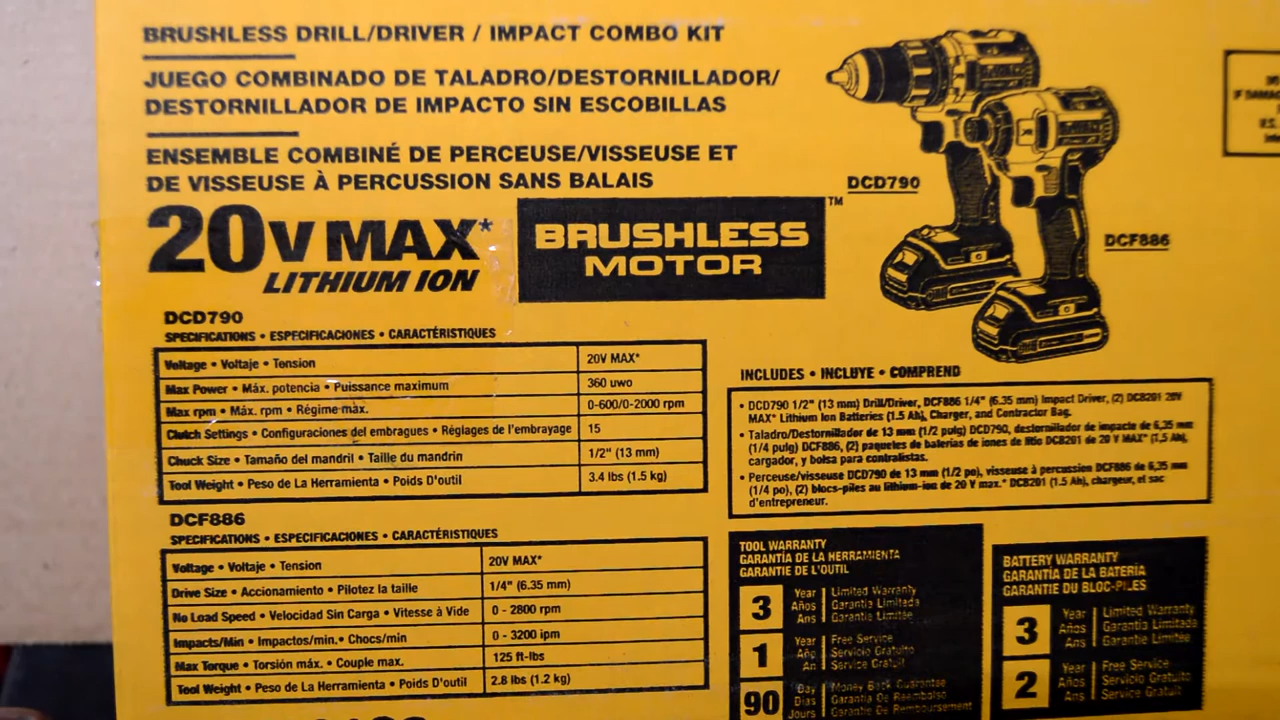 BRUSHLESS DRILL/DRIVER / IMPACT COMBO KIT
JUEGO COMBINADO DE TALADRO/DESTORNILLADOR/
DESTORNILLADOR DE IMPACTO SIN ESCOBILLAS
ENSEMBLE COMBINÉ DE PERCEUSE/VISSEUSE ET
DE VISSEUSE À PERCUSSION SANS BALAIS
20V MAX*
LITHIUM ION
BRUSHLESS
MOTOR
™
DCD790
DCF886
IF DAMAG
DCD790
SPECIFICATIONS • ESPECIFICACIONES • CARACTÉRISTIQUES
Voltage • Voltaje • Tension 20V MAX*
Max Power • Máx. potencia • Puissance maximum 360 uwo
Max rpm • Máx. rpm • Régime máx. 0-600/0-2000 rpm
Clutch Settings • Configuraciones del embragues • Réglages de l'embrayage 15
Chuck Size • Tamaño del mandril • Taille du mandrin 1/2" (13 mm)
Tool Weight • Peso de La Herramienta • Poids D'outil 3.4 lbs (1.5 kg)
DCF886
SPECIFICATIONS • ESPECIFICACIONES • CARACTÉRISTIQUES
Voltage • Voltaje • Tension 20V MAX*
Drive Size • Accionamiento • Pilotez la taille 1/4" (6.35 mm)
No Load Speed • Velocidad Sin Carga • Vitesse à Vide 0 - 2800 rpm
Impacts/Min • Impactos/min. • Chocs/min 0 - 3200 ipm
Max Torque • Torsión máx. • Couple max. 125 ft-lbs
Tool Weight • Peso de La Herramienta • Poids D'outil 2.8 lbs (1.2 kg)
INCLUDES • INCLUYE • COMPREND
• DCD790 1/2" (13 mm) Drill/Driver, DCF886 1/4" (6.35 mm) Impact Driver, (2) DCB201 20V
MAX* Lithium Ion Batteries (1.5 Ah), Charger, and Contractor Bag.
• Taladro/Destornillador de 13 mm (1/2 pulg) DCD790, destornillador de impacto de 6,35 mm
(1/4 pulg) DCF886, (2) paquetes de baterías de iones de litio DCB201 de 20 V MAX* (1,5 Ah),
cargador, y bolsa para contralistas.
• Perceuse/visseuse DCD790 de 13 mm (1/2 po), visseuse à percussion DCF886 de 6,35 mm
(1/4 po), (2) blocs-piles au lithium-ion de 20 V max.* DCB201 (1.5 Ah), chargeur, et sac
d'entrepreneur.
TOOL WARRANTY
GARANTÍA DE LA HERRAMIENTA
GARANTIE DE L'OUTIL
3
Year Limited Warranty
Años Garantía Limitada
Ans Garantie Limitée
1
Year Free Service
Año Servicio Gratuito
An Service Gratuit
90
Day Money Back Guarantee
Días Garantía De Reembolso
Jours Garantie De Remboursement
BATTERY WARRANTY
GARANTÍA DE LA BATERÍA
GARANTIE DU BLOC-PILES
3
Year Limited Warranty
Años Garantía Limitada
Ans Garantie Limitée
2
Year Free Service
Años Servicio Gratuito
Ans Service Gratuit